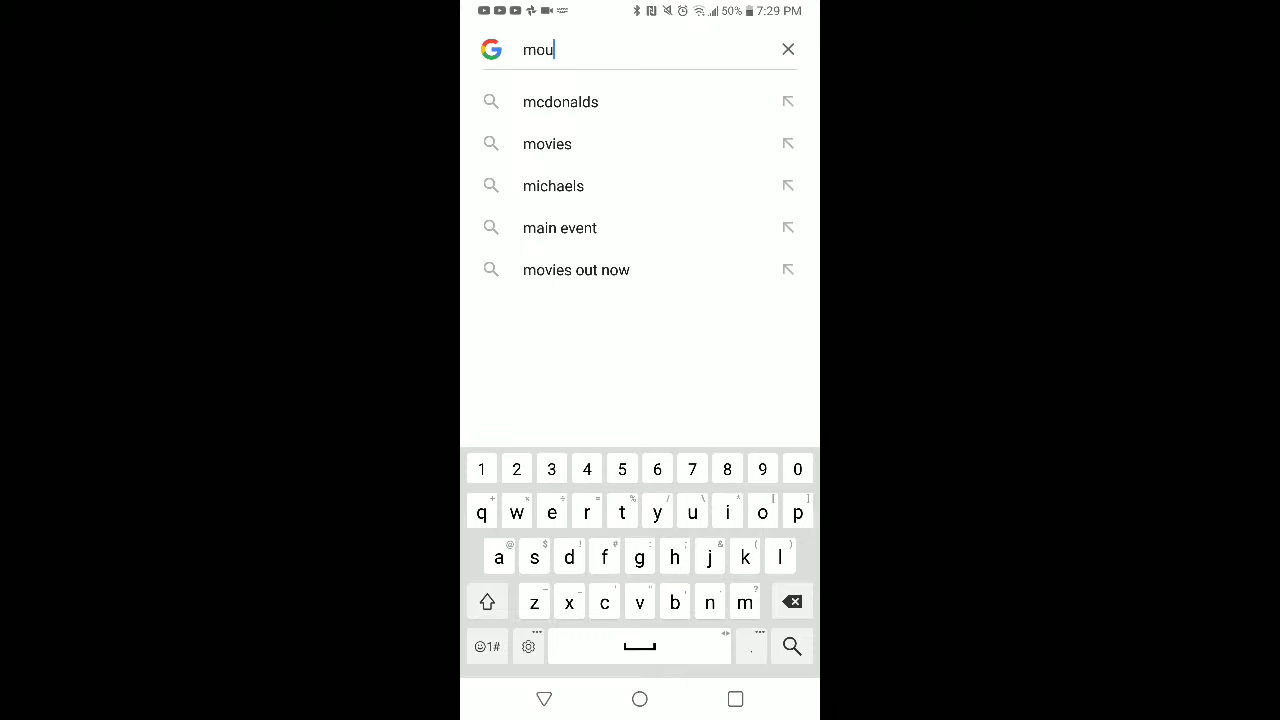 50% 7:29 PM
mou
mcdonalds
movies
michaels
main event
movies out now
1 2 3 4 5 6 7 8 9 0
q w e r t y u i o p
a s d f g h j k l
z x c v b n m
1# .